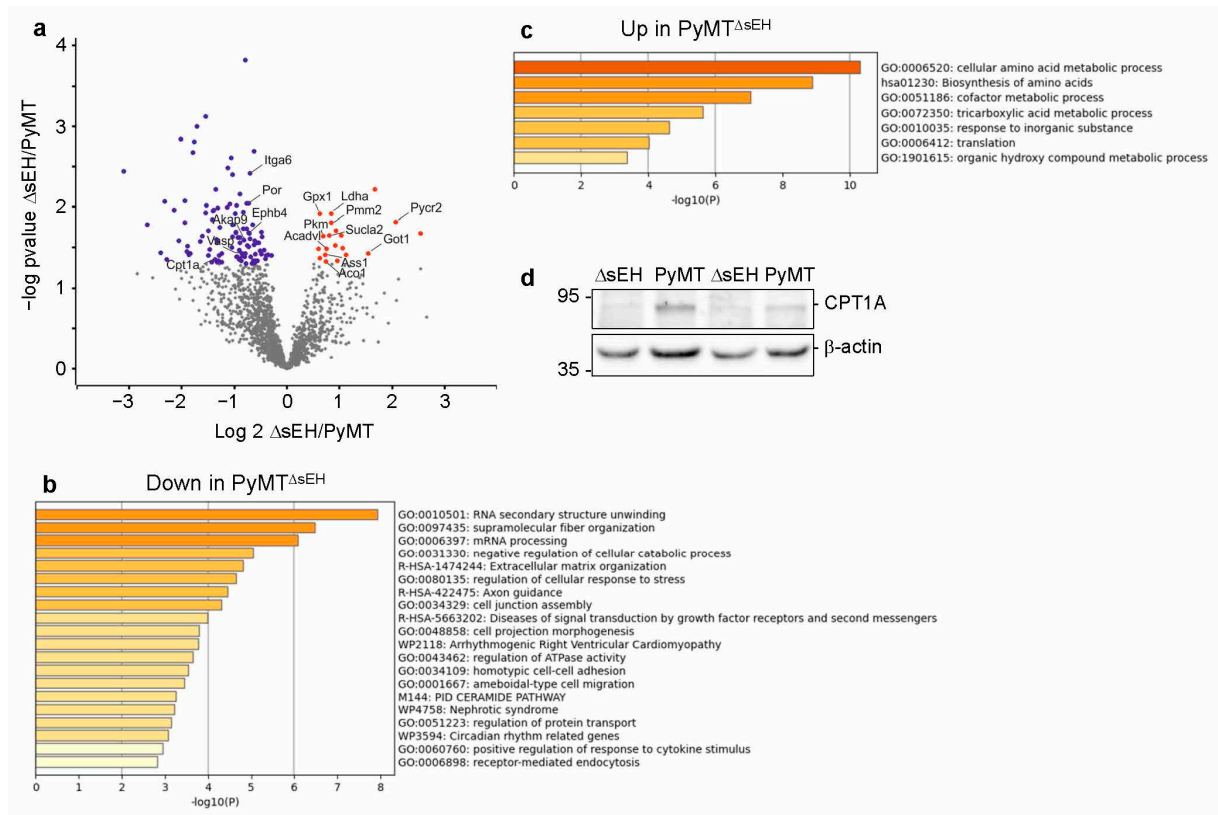 a
4
3
2
1
0
−log pvalue ΔsEH/PyMT
Itga6
Por
Ephb4
Akap9
Vasp
Cpt1a
Gpx1
Ldha
Pmm2
Pycr2
Pkm
Sucla2
Acadvl
Got1
Ass1
Aco1
−3 −2 −1 0 1 2 3
Log 2 ΔsEH/PyMT
c
Up in PyMTΔsEH
GO:0006520: cellular amino acid metabolic process
hsa01230: Biosynthesis of amino acids
GO:0051186: cofactor metabolic process
GO:0072350: tricarboxylic acid metabolic process
GO:0010035: response to inorganic substance
GO:0006412: translation
GO:1901615: organic hydroxy compound metabolic process
0 2 4 6 8 10
-log10(P)
d
ΔsEH PyMT ΔsEH PyMT
95
CPT1A
β-actin
35
b
Down in PyMTΔsEH
GO:0010501: RNA secondary structure unwinding
GO:0097435: supramolecular fiber organization
GO:0006397: mRNA processing
GO:0031330: negative regulation of cellular catabolic process
R-HSA-1474244: Extracellular matrix organization
GO:0080135: regulation of cellular response to stress
R-HSA-422475: Axon guidance
GO:0034329: cell junction assembly
R-HSA-5663202: Diseases of signal transduction by growth factor receptors and second messengers
GO:0048858: cell projection morphogenesis
WP2118: Arrhythmogenic Right Ventricular Cardiomyopathy
GO:0043462: regulation of ATPase activity
GO:0034109: homotypic cell-cell adhesion
GO:0001667: ameboidal-type cell migration
M144: PID CERAMIDE PATHWAY
WP4758: Nephrotic syndrome
GO:0051223: regulation of protein transport
WP3594: Circadian rhythm related genes
GO:0060760: positive regulation of response to cytokine stimulus
GO:0006898: receptor-mediated endocytosis
0 1 2 3 4 5 6 7 8
-log10(P)